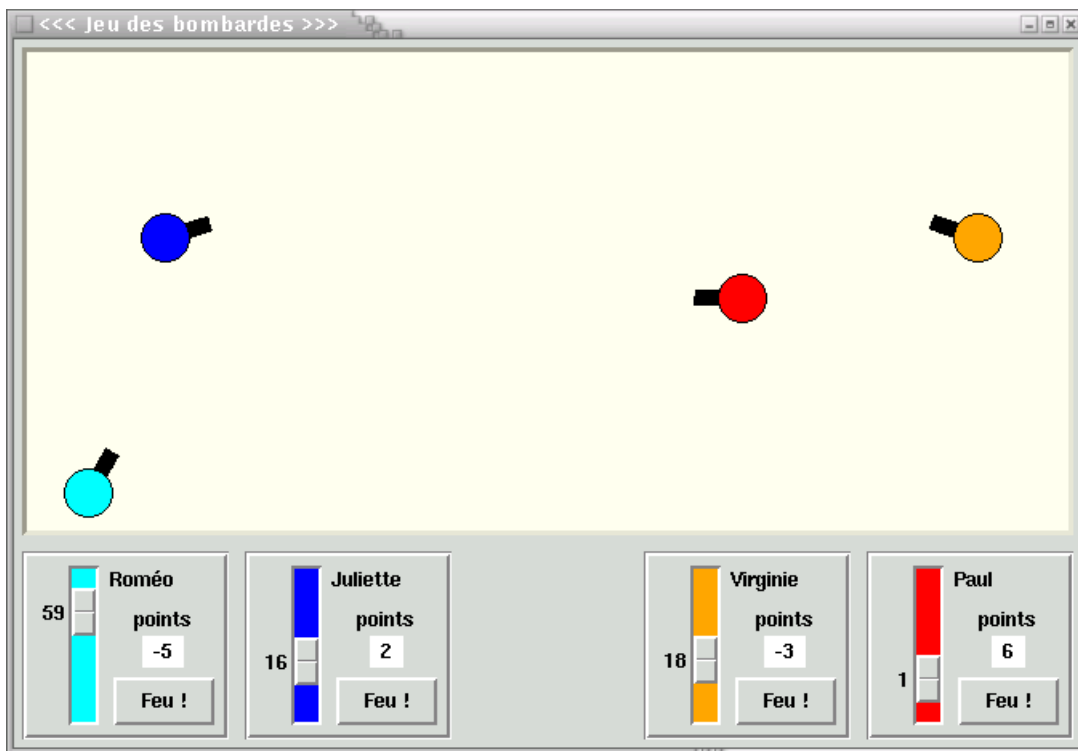 <<< Jeu des bombardes >>>
Roméo
59
points
-5
Feu !
Juliette
16
points
2
Feu !
Virginie
18
points
-3
Feu !
Paul
1
points
6
Feu !